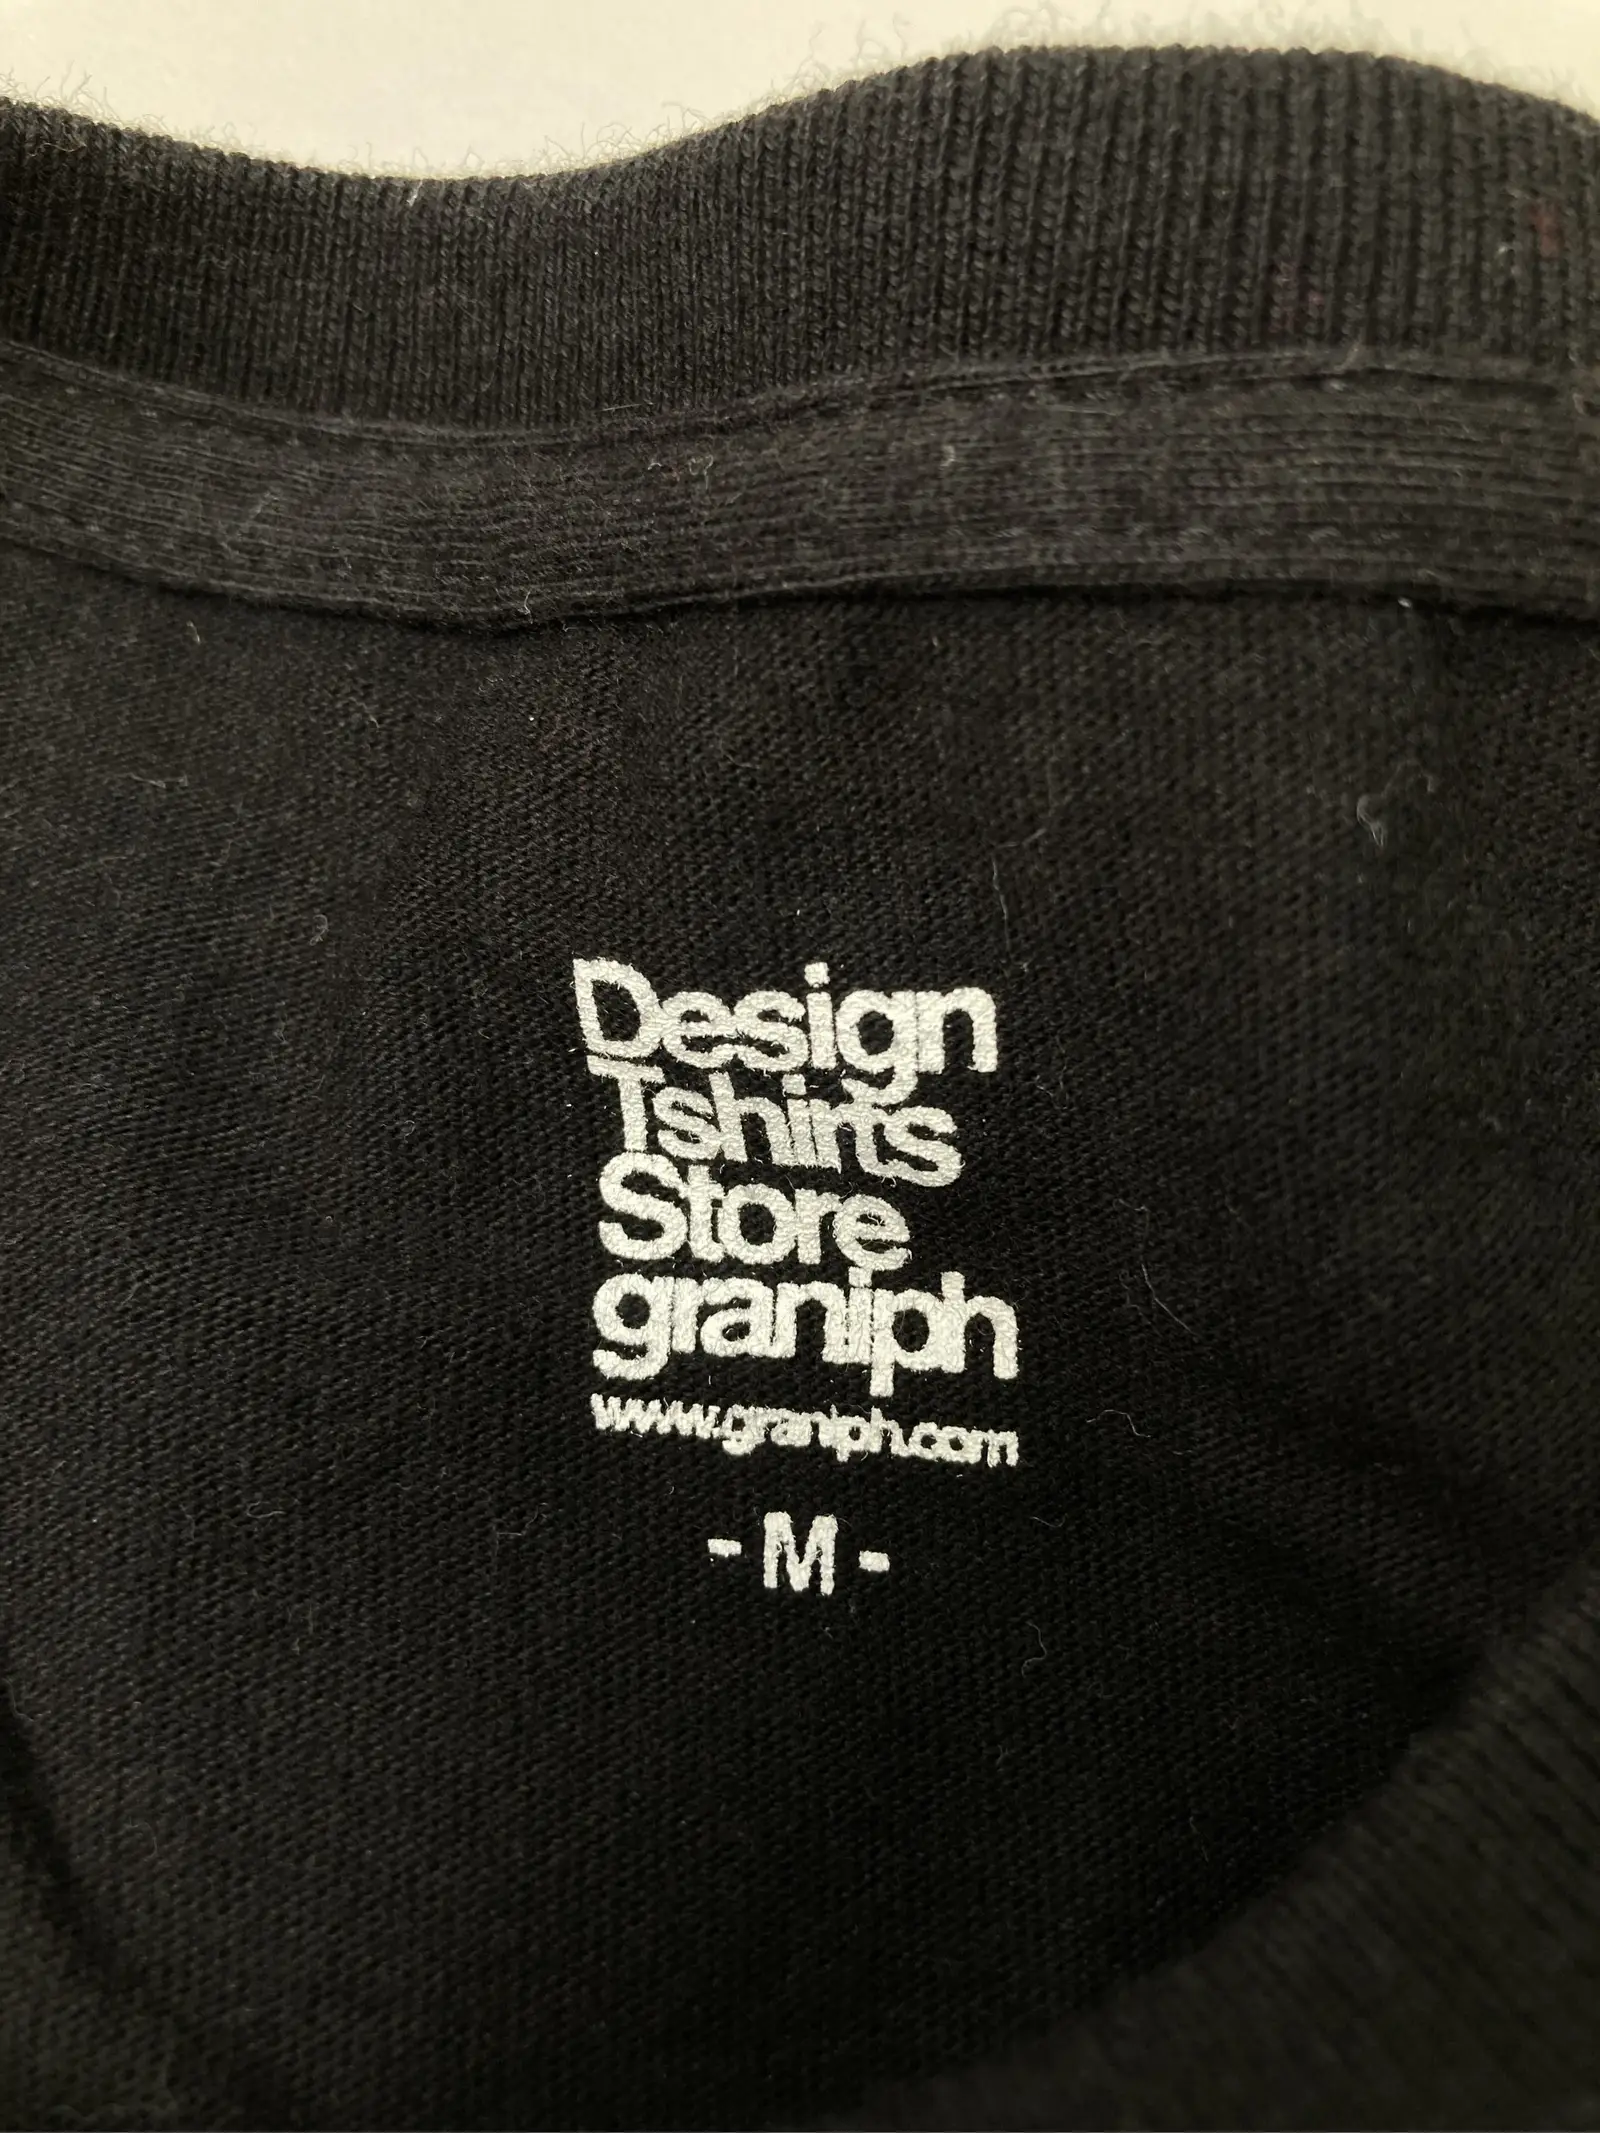 Design
Tshirts
Store
graniph
www.graniph.com
- M -